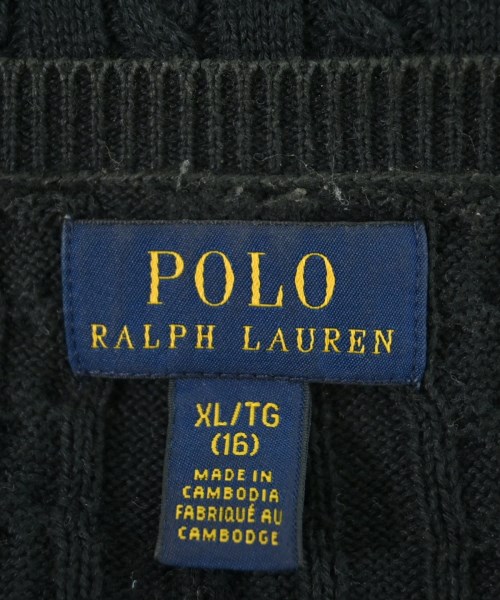 POLO
RALPH LAUREN
XL/TG
(16)
MADE IN
CAMBODIA
FABRIQUÉ AU
CAMBODGE